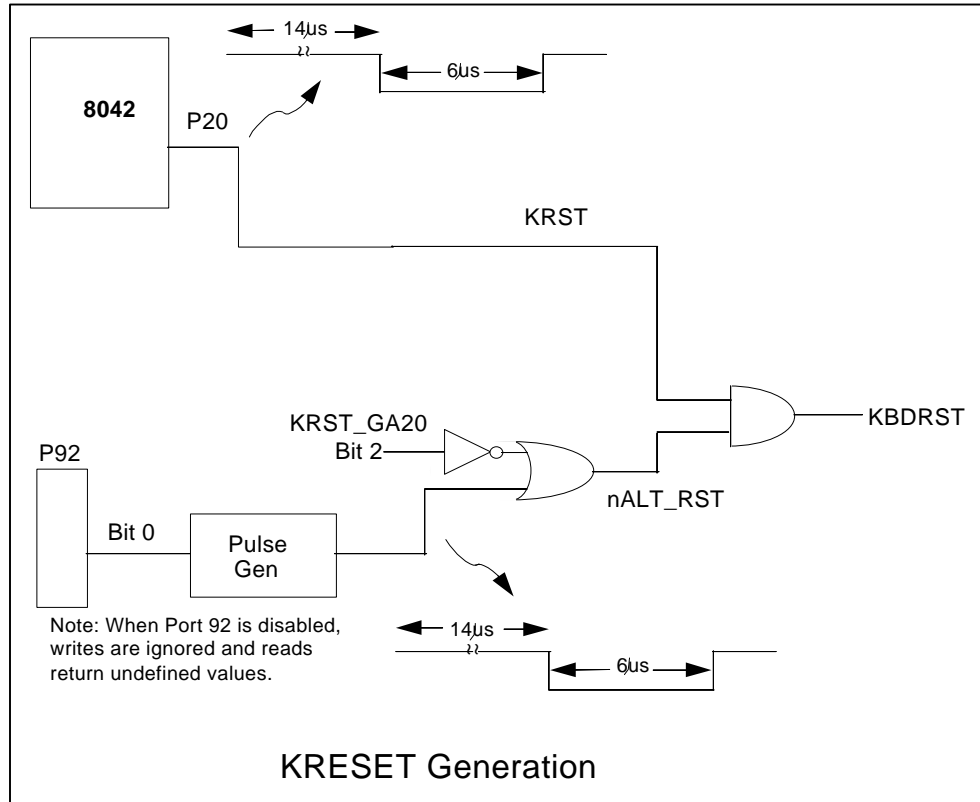 14µs
6µs
8042
P20
KRST
KRST_GA20
Bit 2
KBDRST
nALT_RST
P92
Bit 0
Pulse
Gen
Note: When Port 92 is disabled,
writes are ignored and reads
return undefined values.
14µs
6µs
KRESET Generation